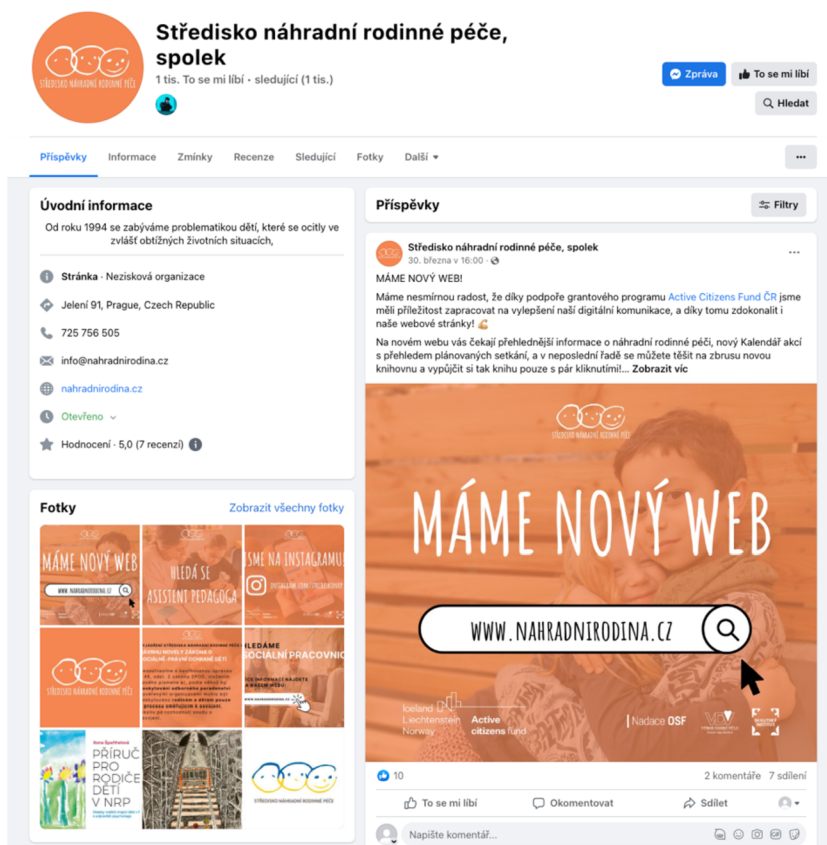 STŘEDISKO NÁHRADNÍ RODINNÉ PÉČE
Středisko náhradní rodinné péče,
spolek
1 tis. To se mi líbí · sledující (1 tis.)
Zpráva
To se mi líbí
Hledat
Příspěvky
Informace
Zmínky
Recenze
Sledující
Fotky
Další
Úvodní informace
Od roku 1994 se zabýváme problematikou dětí, které se ocitly ve
zvlášť obtížných životních situacích,
Stránka · Nezisková organizace
Jelení 91, Prague, Czech Republic
725 756 505
info@nahradnirodina.cz
nahradnirodina.cz
Otevřeno
Hodnocení · 5,0 (7 recenzí)
Fotky
Zobrazit všechny fotky
MÁME NOVÝ WEB
WWW.NAHRADNIRODINA.CZ
HLEDÁ SE
ASISTENT PEDAGOGA
JSME NA INSTAGRAMU!
STŘEDISKO NÁHRADNÍ RODINNÉ PÉČE
HLEDÁME
SOCIÁLNÍ PRACOVNIC
PŘÍRUČ
PRO
RODIČE
DĚTÍ
V NRP
STŘEDISKO NÁHRADNÍ RODINNÉ PÉČE
Příspěvky
Filtry
Středisko náhradní rodinné péče, spolek
30. března v 16:00 ·
MÁME NOVÝ WEB!
Máme nesmírnou radost, že díky podpoře grantového programu Active Citizens Fund ČR jsme
měli příležitost zapracovat na vylepšení naší digitální komunikace, a díky tomu zdokonalit i
naše webové stránky! 💪
Na novém webu vás čekají přehlednější informace o náhradní rodinné péči, nový Kalendář akcí
s přehledem plánovaných setkání, a v neposlední řadě se můžete těšit na zbrusu novou
knihovnu a vypůjčit si tak knihu pouze s pár kliknutími!... Zobrazit víc
STŘEDISKO NÁHRADNÍ RODINNÉ PÉČE
MÁME NOVÝ WEB
WWW.NAHRADNIRODINA.CZ
Iceland
Liechtenstein
Norway
Active
citizens fund
Nadace OSF
10
2 komentáře
7 sdílení
To se mi líbí
Okomentovat
Sdílet
Napište komentář...